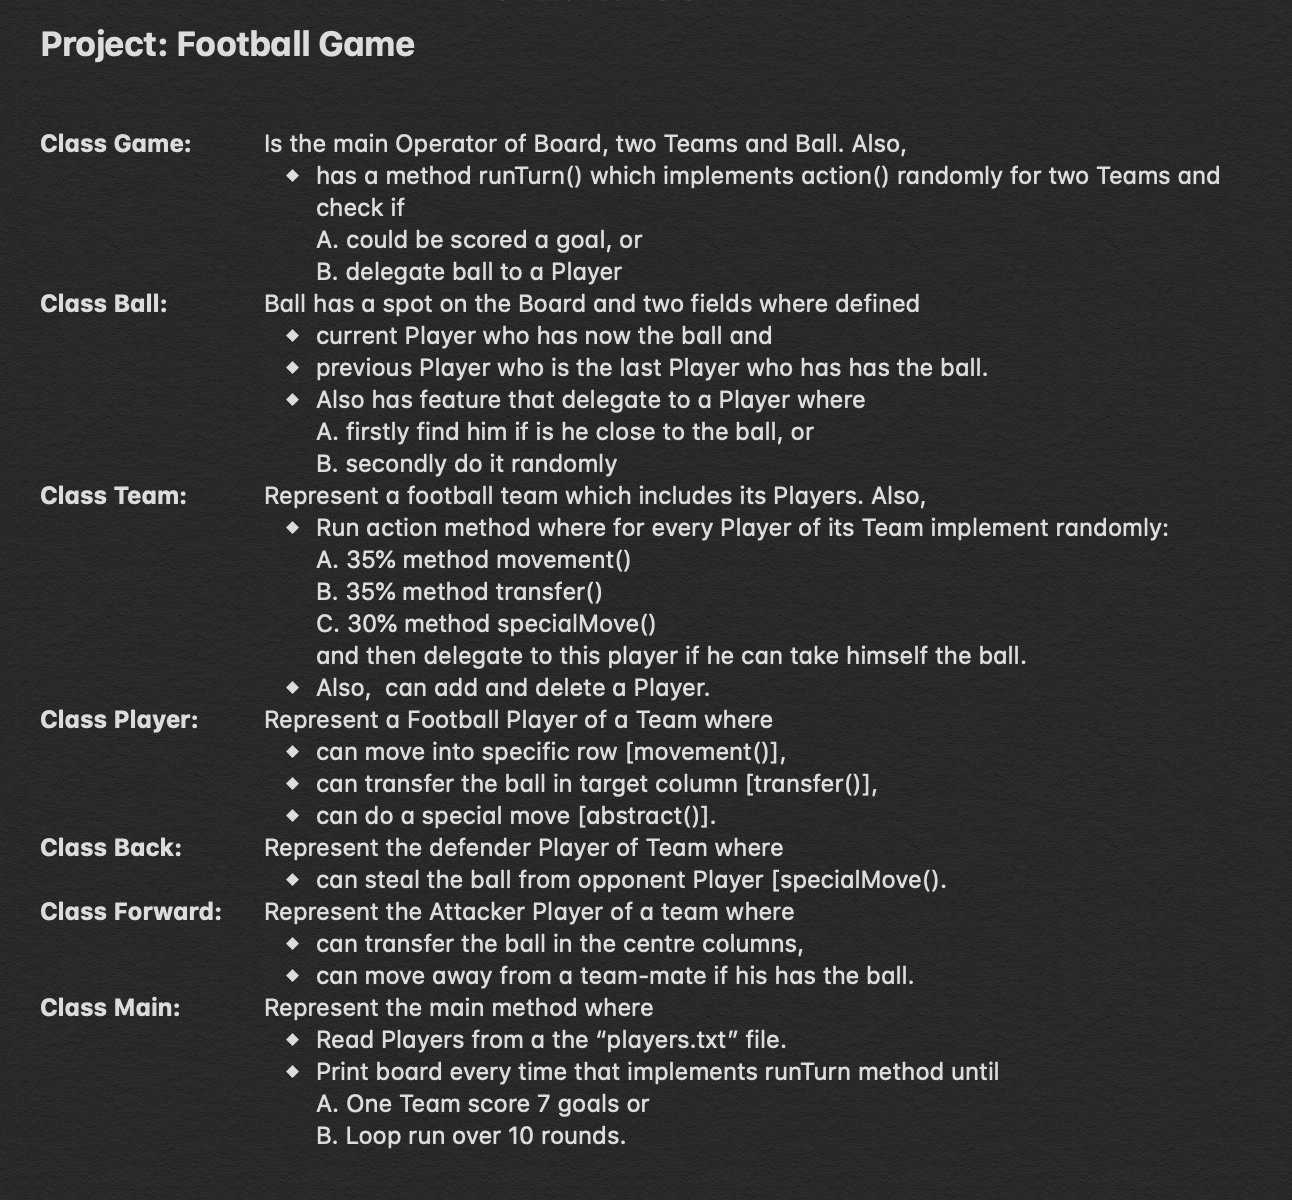 Project: Football Game
Class Game: Is the main Operator of Board, two Teams and Ball. Also,
◆ has a method runTurn() which implements action() randomly for two Teams and
check if
A. could be scored a goal, or
B. delegate ball to a Player
Class Ball: Ball has a spot on the Board and two fields where defined
◆ current Player who has now the ball and
◆ previous Player who is the last Player who has has the ball.
◆ Also has feature that delegate to a Player where
A. firstly find him if is he close to the ball, or
B. secondly do it randomly
Class Team: Represent a football team which includes its Players. Also,
◆ Run action method where for every Player of its Team implement randomly:
A. 35% method movement()
B. 35% method transfer()
C. 30% method specialMove()
and then delegate to this player if he can take himself the ball.
◆ Also,  can add and delete a Player.
Class Player: Represent a Football Player of a Team where
◆ can move into specific row [movement()],
◆ can transfer the ball in target column [transfer()],
◆ can do a special move [abstract()].
Class Back: Represent the defender Player of Team where
◆ can steal the ball from opponent Player [specialMove().
Class Forward: Represent the Attacker Player of a team where
◆ can transfer the ball in the centre columns,
◆ can move away from a team-mate if his has the ball.
Class Main: Represent the main method where
◆ Read Players from a the “players.txt” file.
◆ Print board every time that implements runTurn method until
A. One Team score 7 goals or
B. Loop run over 10 rounds.